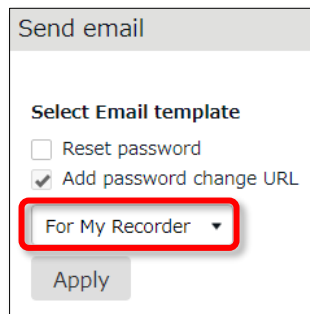 Send email
Select Email template
Reset password
Add password change URL
For My Recorder
Apply